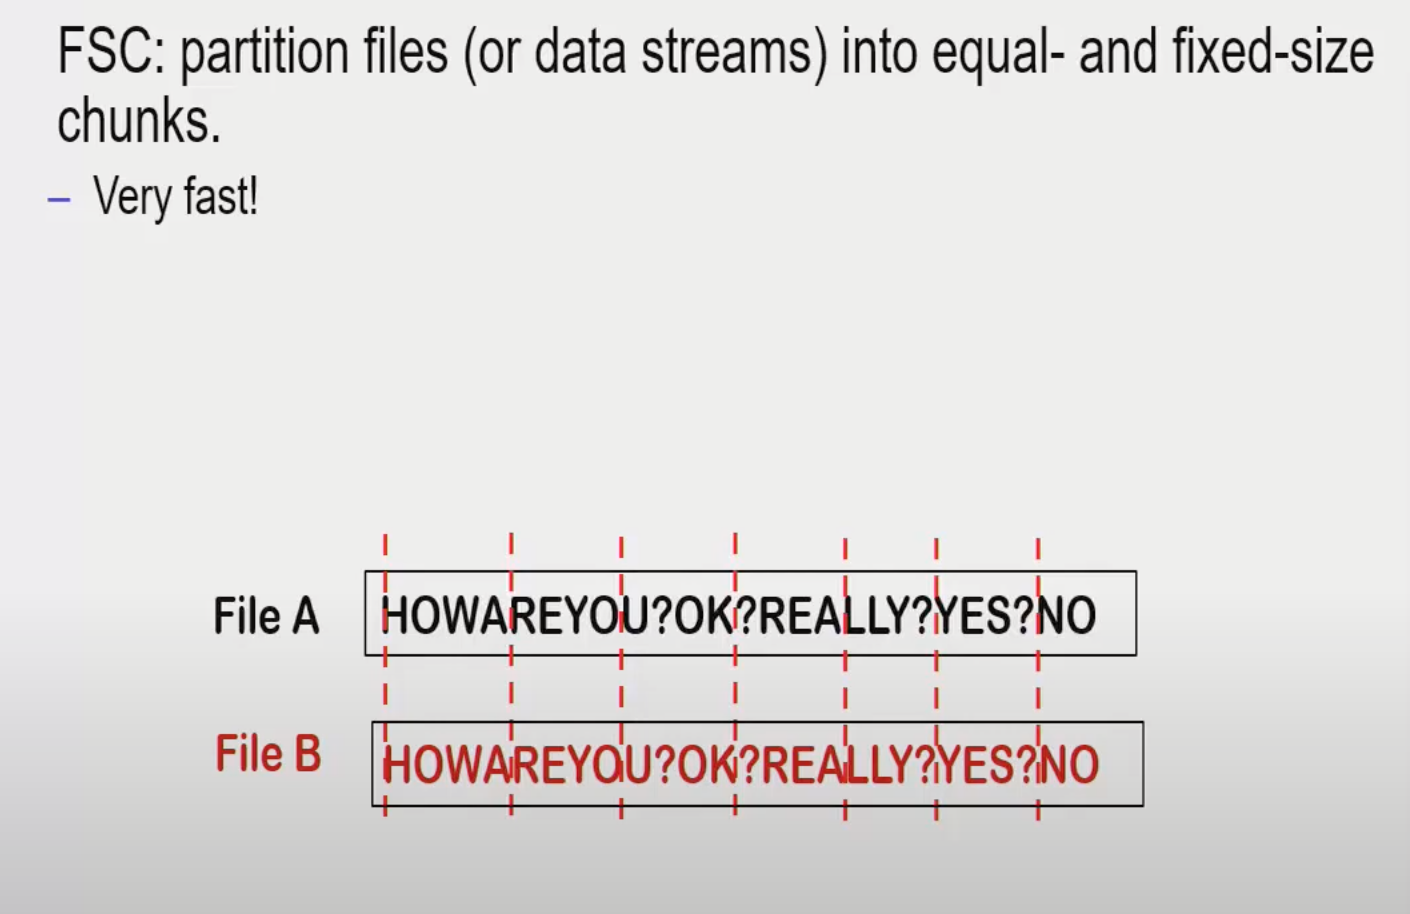 FSC: partition files (or data streams) into equal- and fixed-size
chunks.
– Very fast!
File A HOWAREYOU?OK?REALLY?YES?NO
File B HOWAREYOU?OK?REALLY?YES?NO